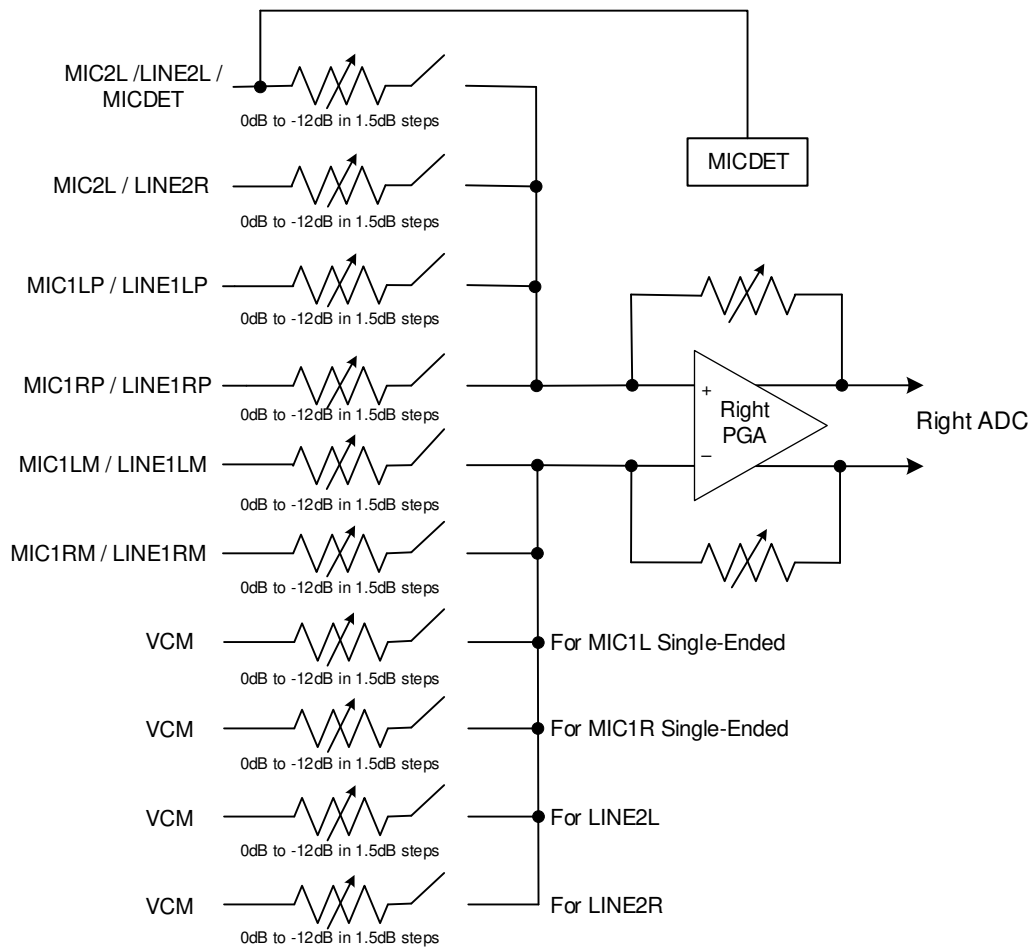 MIC2L /LINE2L /
MICDET
0dB to -12dB in 1.5dB steps
MICDET
MIC2L / LINE2R
0dB to -12dB in 1.5dB steps
MIC1LP / LINE1LP
0dB to -12dB in 1.5dB steps
MIC1RP / LINE1RP
0dB to -12dB in 1.5dB steps
+
Right
PGA
−
Right ADC
MIC1LM / LINE1LM
0dB to -12dB in 1.5dB steps
MIC1RM / LINE1RM
0dB to -12dB in 1.5dB steps
VCM
For MIC1L Single-Ended
0dB to -12dB in 1.5dB steps
VCM
For MIC1R Single-Ended
0dB to -12dB in 1.5dB steps
VCM
For LINE2L
0dB to -12dB in 1.5dB steps
VCM
For LINE2R
0dB to -12dB in 1.5dB steps